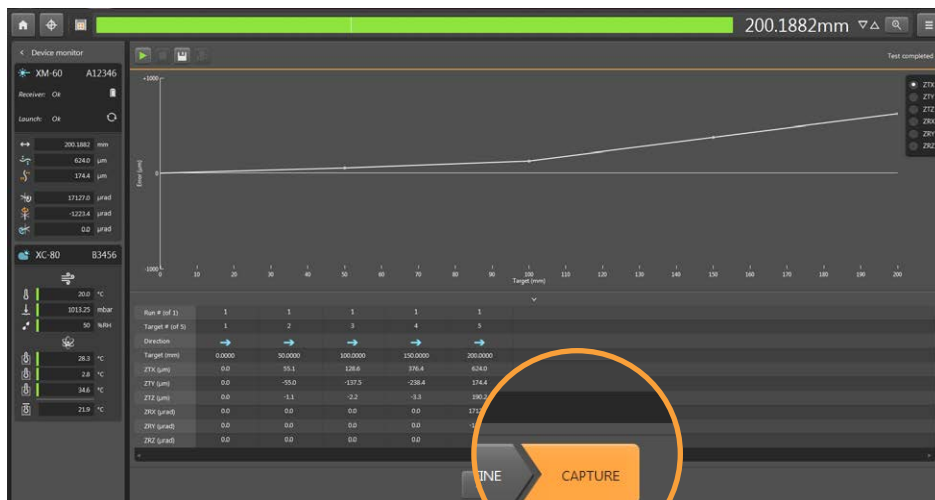 200.1882mm
< Device monitor
Test completed
XM-60 A12346
Receiver: Ok
Launch: Ok
200.1882 mm
624.0 µm
174.4 µm
17127.0 µrad
-1223.4 µrad
0.0 µrad
XC-80 B3456
20.0 °C
1013.25 mbar
50 %RH
28.3 °C
2.8 °C
34.6 °C
21.9 °C
+1000
0
-1000
Error (µm)
0 10 20 30 40 50 60 70 80 90 100 110 120 130 140 150 160 170 180 190 200
Target (mm)
ZTX
ZTY
ZTZ
ZRX
ZRY
ZRZ
Run # (of 1) 1 1 1 1 1
Target # (of 5) 1 2 3 4 5
Direction
Target (mm) 0.0000 50.0000 100.0000 150.0000 200.0000
ZTX (µm) 0.0 55.1 128.6 376.4 624.0
ZTY (µm) 0.0 -55.0 -137.5 -238.4 174.4
ZTZ (µm) 0.0 -1.1 -2.2 -3.3 190.2
ZRX (µrad) 0.0 0.0 0.0 0.0
ZRY (µrad) 0.0 0.0 0.0 0.0
ZRZ (µrad) 0.0 0.0 0.0 0.0
CAPTURE